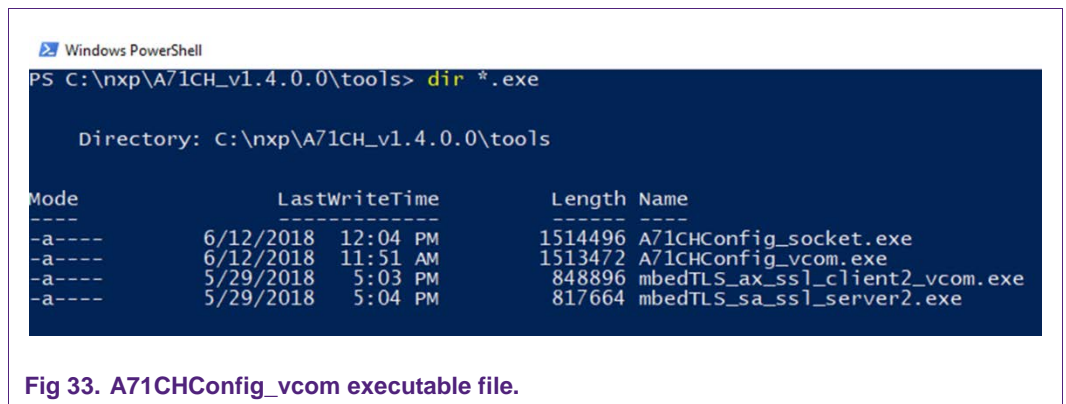 Windows PowerShell
PS C:\nxp\A71CH_v1.4.0.0\tools> dir *.exe
Directory: C:\nxp\A71CH_v1.4.0.0\tools
Mode LastWriteTime Length Name
---- ------------- ------ ----
-a---- 6/12/2018 12:04 PM 1514496 A71CHConfig_socket.exe
-a---- 6/12/2018 11:51 AM 1513472 A71CHConfig_vcom.exe
-a---- 5/29/2018 5:03 PM 848896 mbedTLS_ax_ssl_client2_vcom.exe
-a---- 5/29/2018 5:04 PM 817664 mbedTLS_sa_ssl_server2.exe
Fig 33. A71CHConfig_vcom executable file.